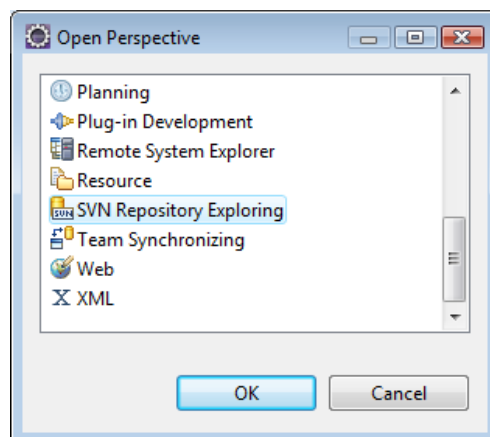 Open Perspective
Planning
Plug-in Development
Remote System Explorer
Resource
SVN SVN Repository Exploring
Team Synchronizing
Web
X XML
OK
Cancel